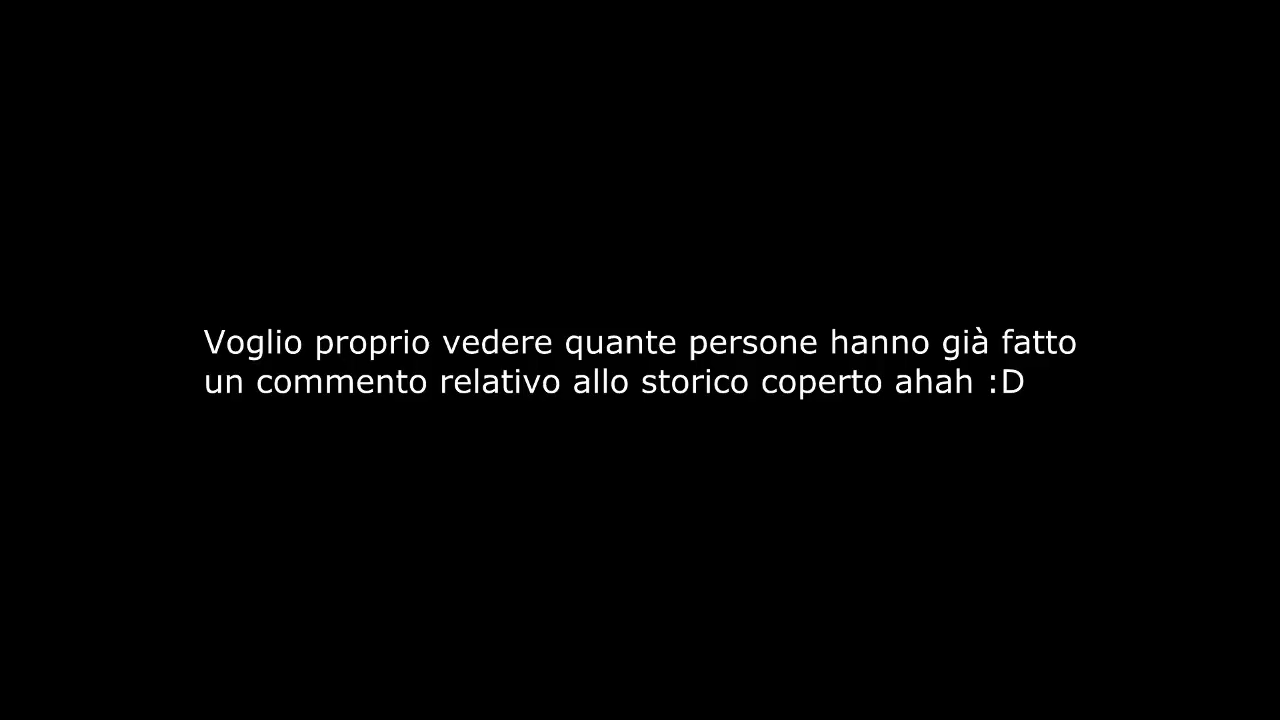 Voglio proprio vedere quante persone hanno già fatto
un commento relativo allo storico coperto ahah :D